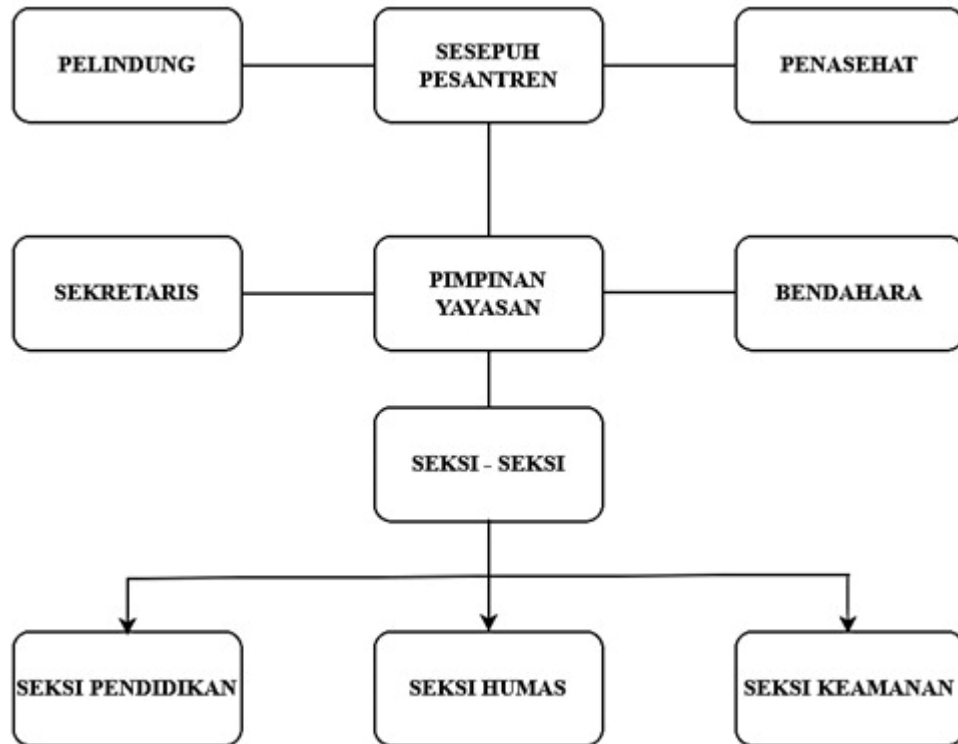 PELINDUNG
SESEPUH
PESANTREN
PENASEHAT
SEKRETARIS
PIMPINAN
YAYASAN
BENDAHARA
SEKSI - SEKSI
SEKSI PENDIDIKAN
SEKSI HUMAS
SEKSI KEAMANAN